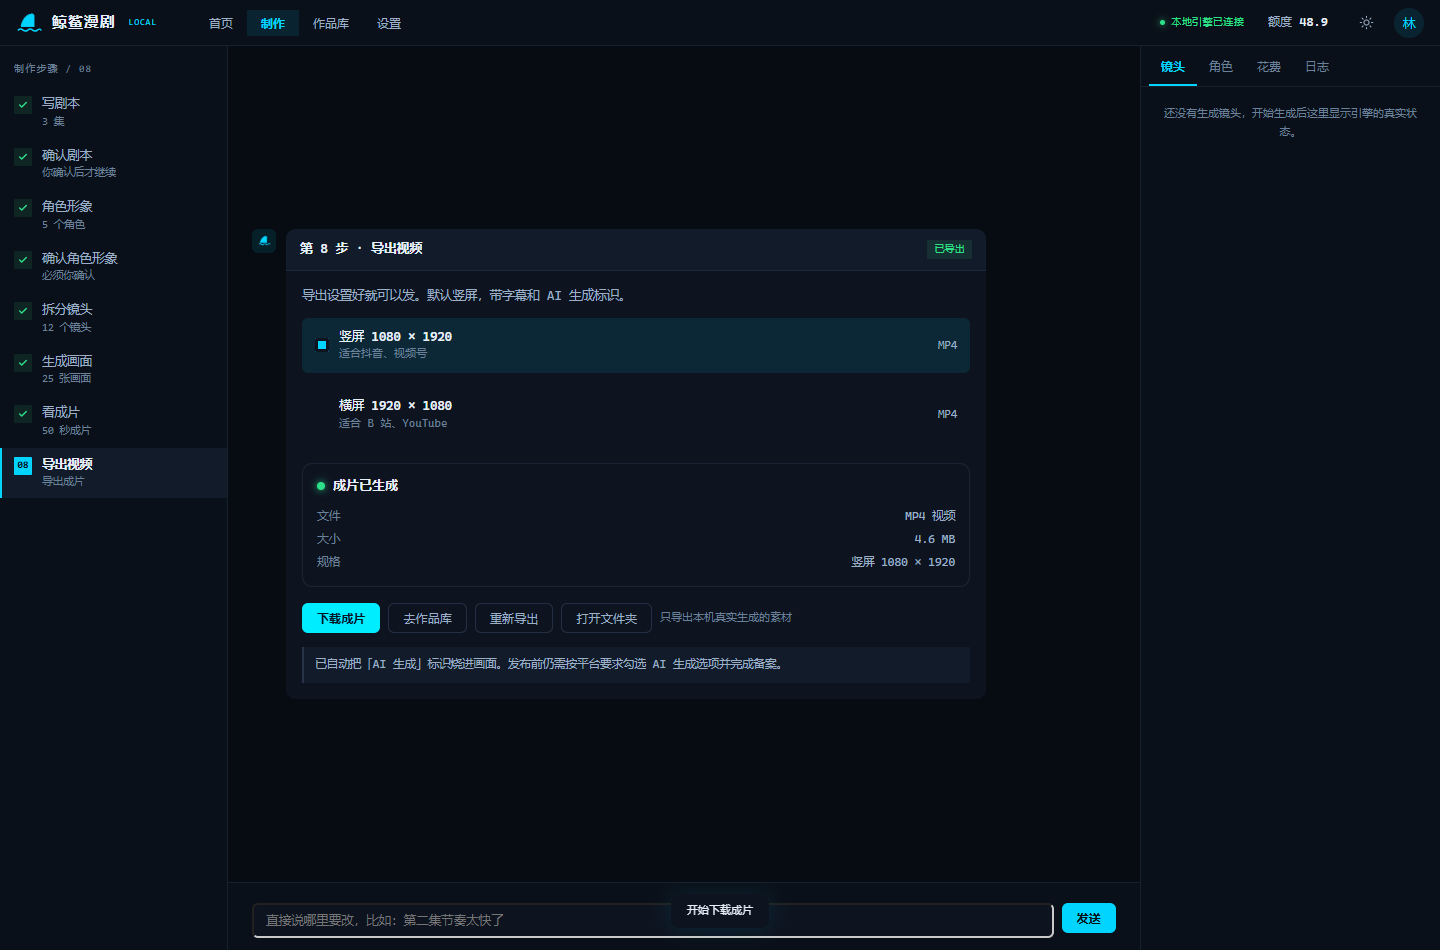 鲸鲨漫剧 LOCAL 首页 制作 作品库 设置 本地引擎已连接 额度 48.9 林
制作步骤 / 08
写剧本
3 集
确认剧本
你确认后才继续
角色形象
5 个角色
确认角色形象
必须你确认
拆分镜头
12 个镜头
生成画面
25 张画面
看成片
50 秒成片
08 导出视频
导出成片
第 8 步 · 导出视频 已导出
导出设置好就可以发。默认竖屏，带字幕和 AI 生成标识。
竖屏 1080 × 1920
适合抖音、视频号
MP4
横屏 1920 × 1080
适合 B 站、YouTube
MP4
成片已生成
文件 MP4 视频
大小 4.6 MB
规格 竖屏 1080 × 1920
下载成片 去作品库 重新导出 打开文件夹 只导出本机真实生成的素材
已自动把「AI 生成」标识烧进画面。发布前仍需按平台要求勾选 AI 生成选项并完成备案。
直接说哪里要改，比如：第二集节奏太快了
开始下载成片
发送
镜头 角色 花费 日志
还没有生成镜头，开始生成后这里显示引擎的真实状
态。